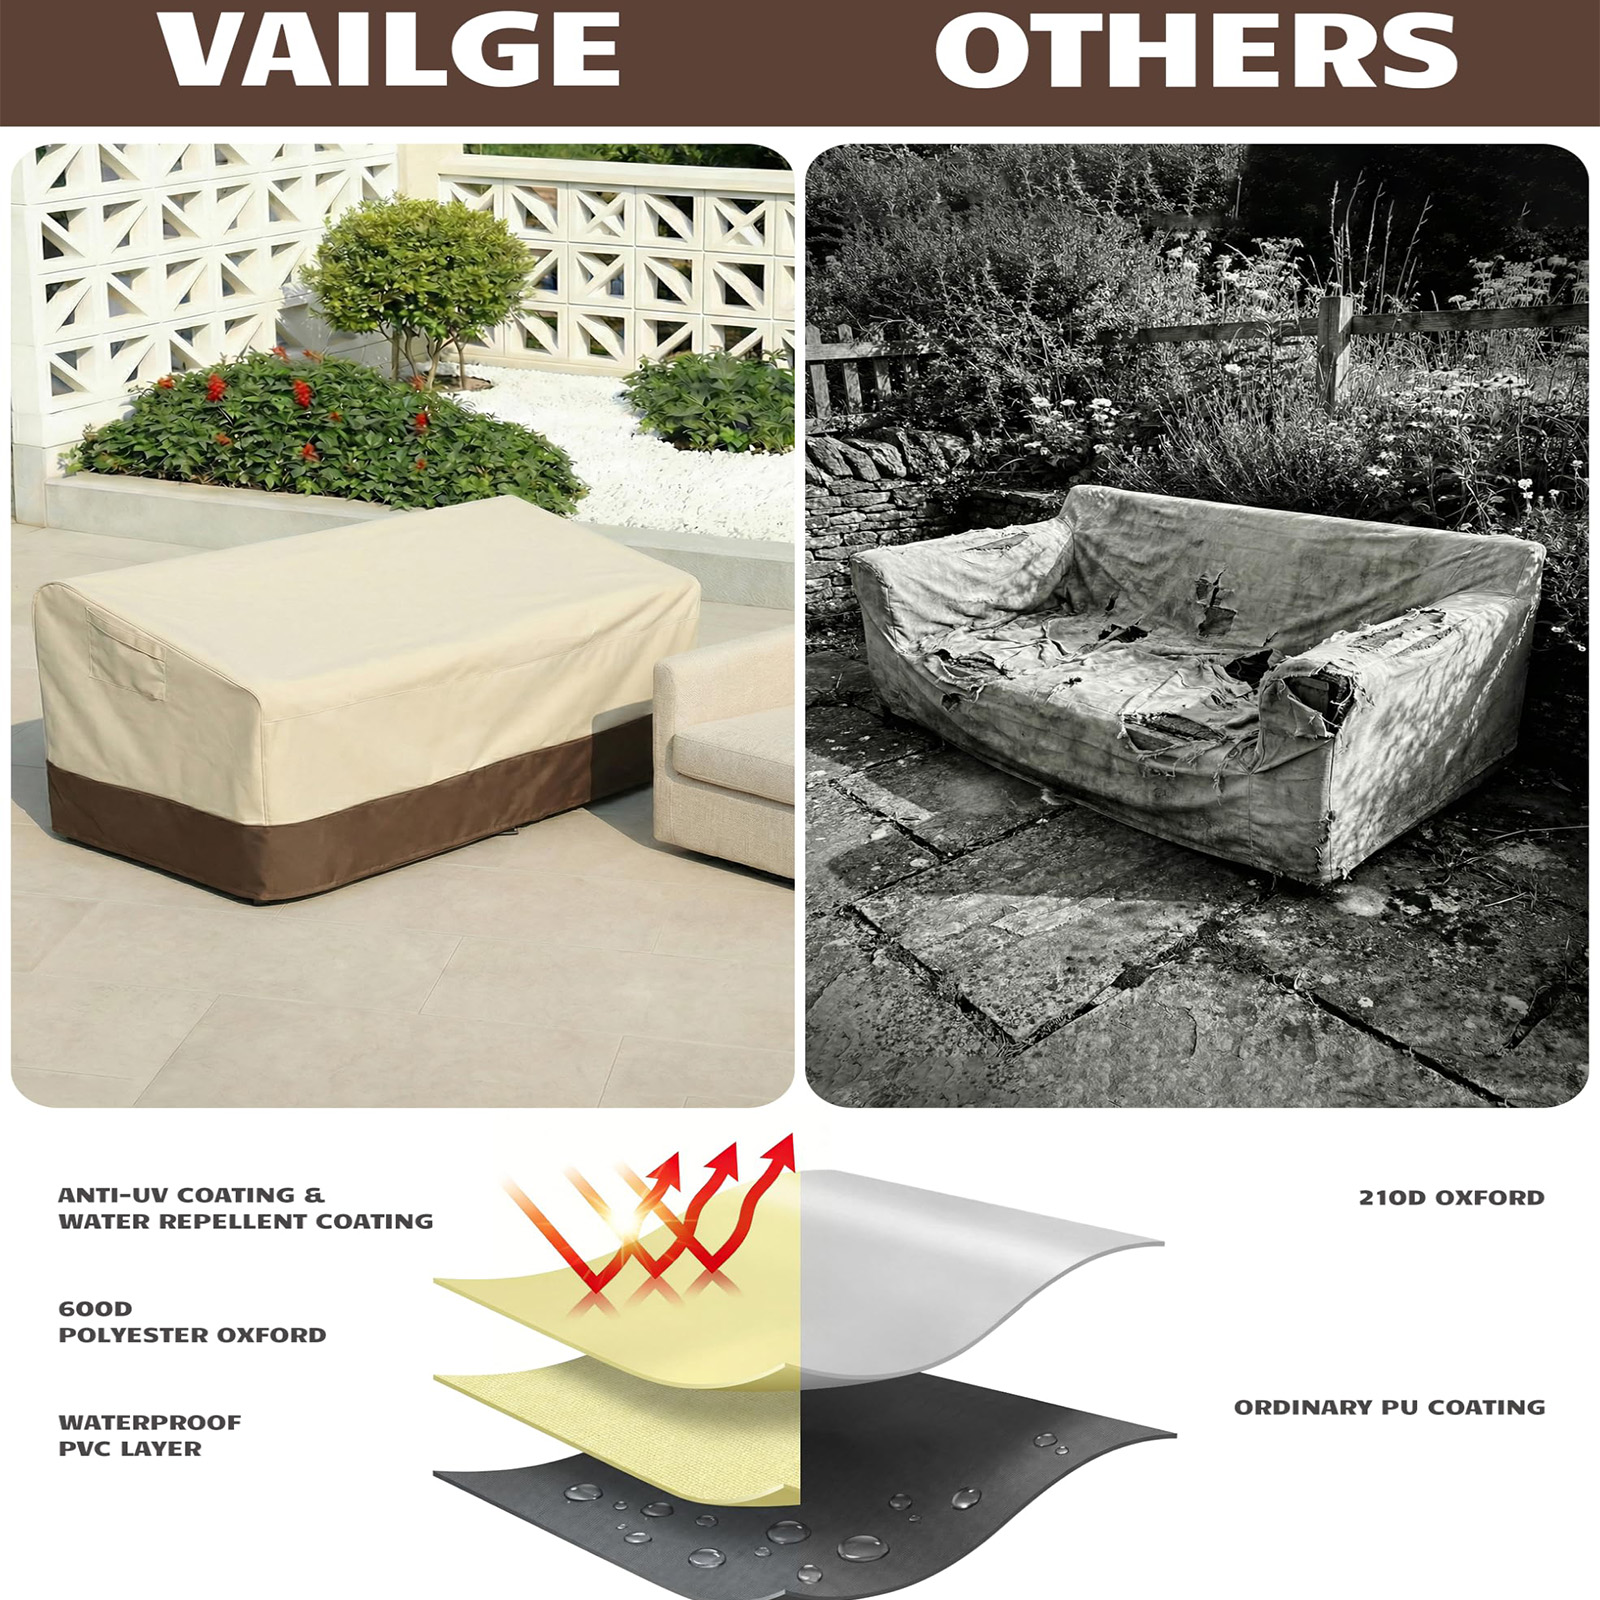 VAILGE
OTHERS
ANTI-UV COATING &
WATER REPELLENT COATING
600D
POLYESTER OXFORD
WATERPROOF
PVC LAYER
210D OXFORD
ORDINARY PU COATING